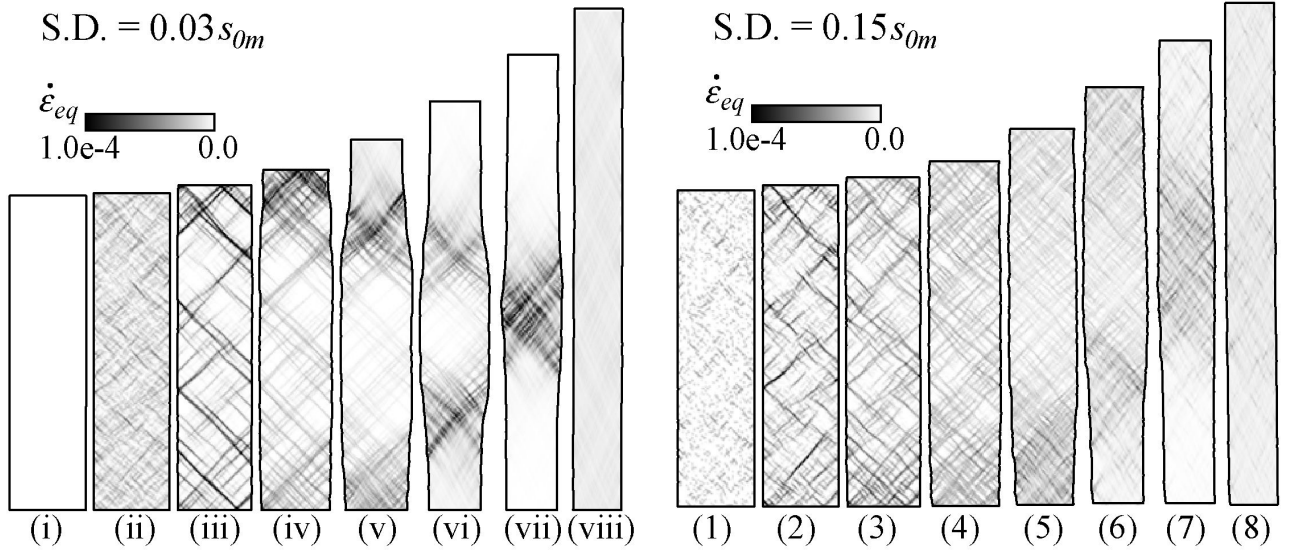 S.D. = 0.03s₀ₘ
ε̇ₑq
1.0e-4 0.0
(i) (ii) (iii) (iv) (v) (vi) (vii) (viii)
S.D. = 0.15s₀ₘ
ε̇ₑq
1.0e-4 0.0
(1) (2) (3) (4) (5) (6) (7) (8)